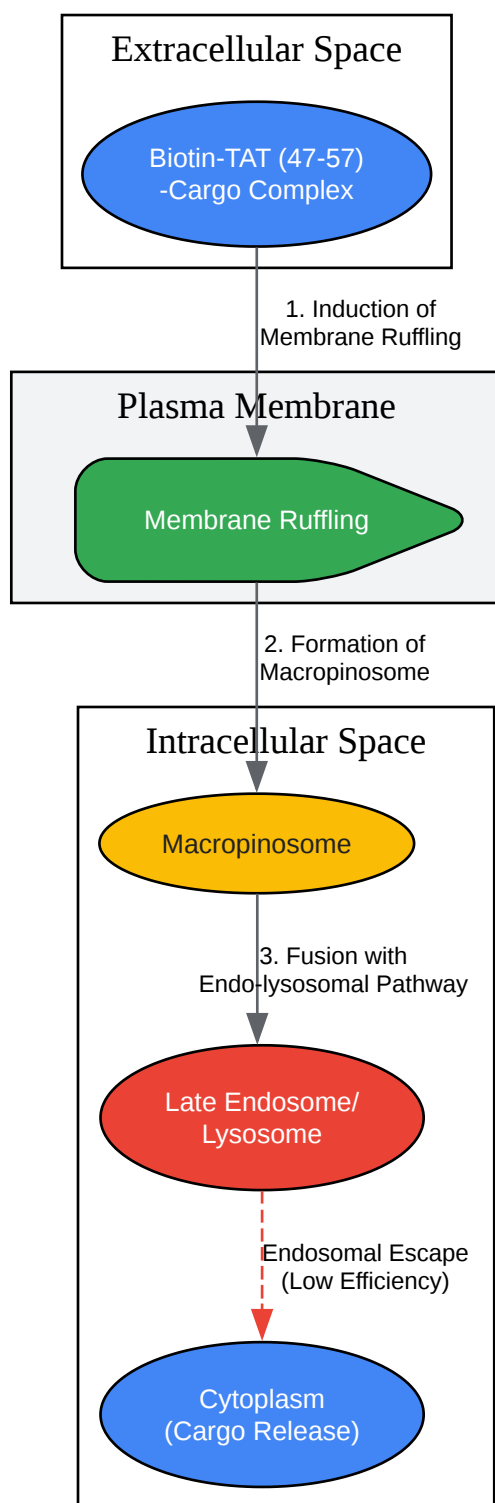 Extracellular Space
Biotin-TAT (47-57)
-Cargo Complex
1. Induction of
Membrane Ruffling
Plasma Membrane
Membrane Ruffling
2. Formation of
Macropinosome
Intracellular Space
Macropinosome
3. Fusion with
Endo-lysosomal Pathway
Late Endosome/
Lysosome
Endosomal Escape
(Low Efficiency)
Cytoplasm
(Cargo Release)